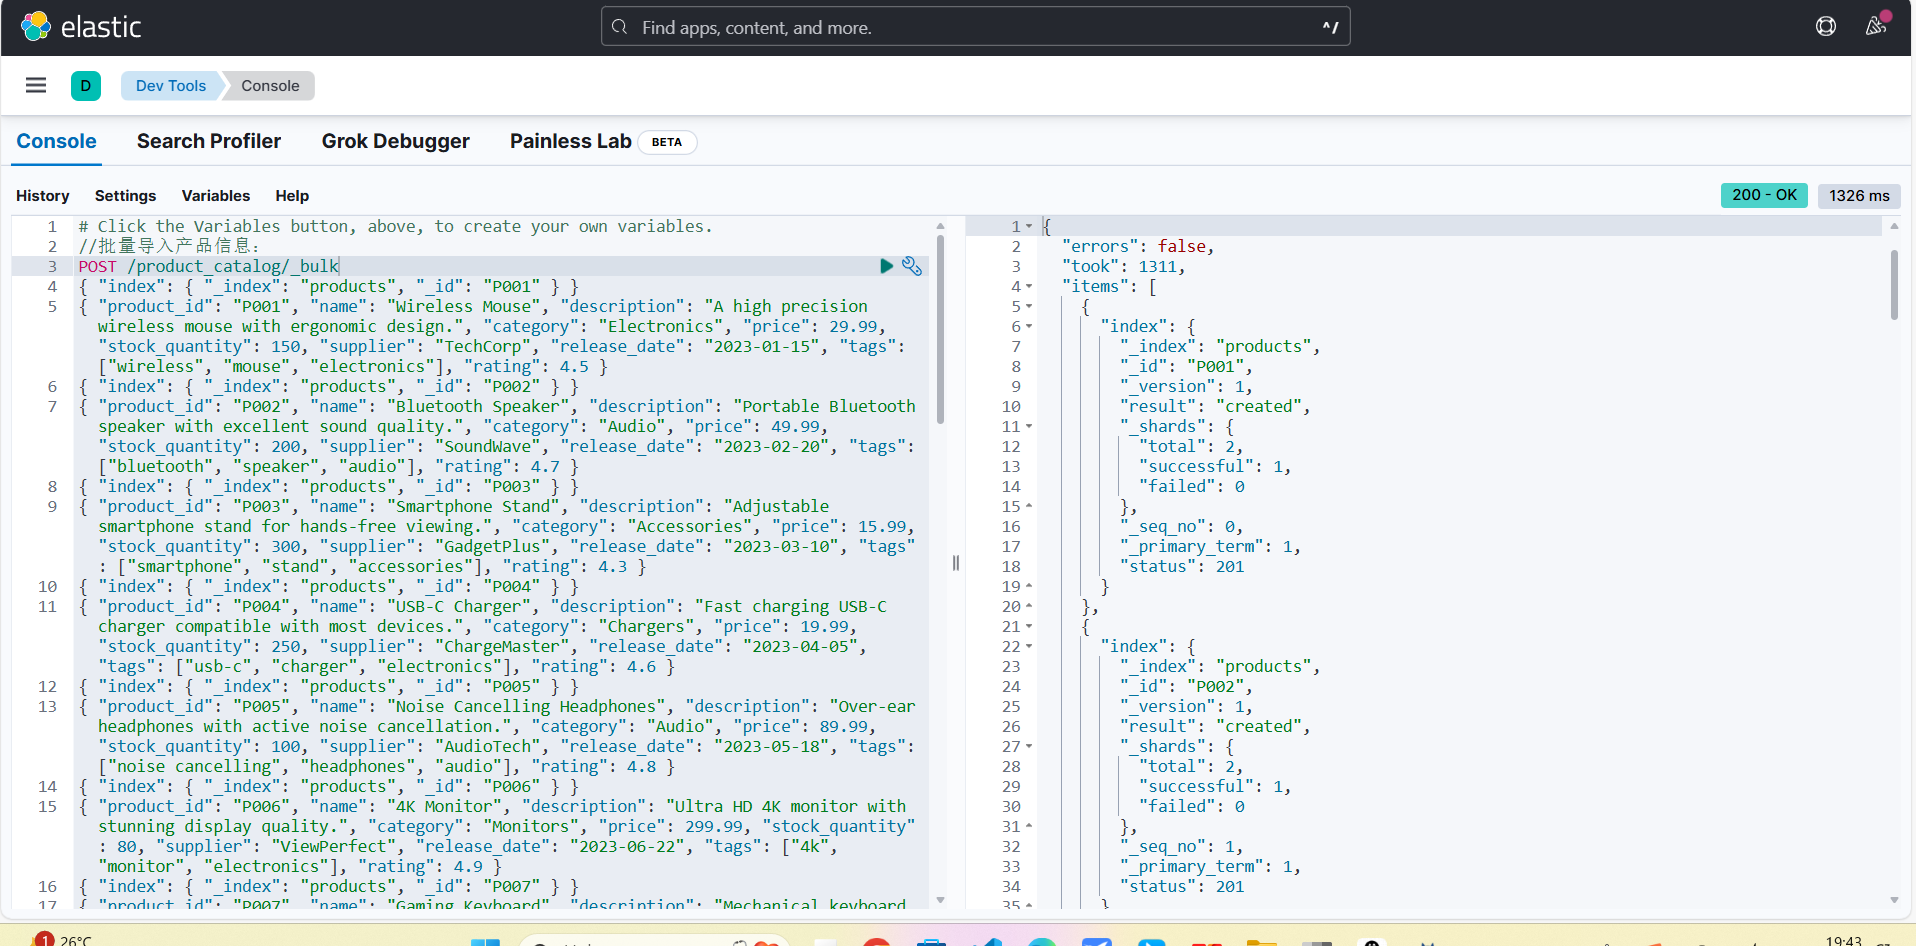 elastic
Find apps, content, and more.
^/
D
Dev Tools
Console
Console
Search Profiler
Grok Debugger
Painless Lab
BETA
History
Settings
Variables
Help
200 - OK
1326 ms
1 # Click the Variables button, above, to create your own variables.
2 //批量导入产品信息:
3 POST /product_catalog/_bulk
4 { "index": { "_index": "products", "_id": "P001" } }
5 { "product_id": "P001", "name": "Wireless Mouse", "description": "A high precision
wireless mouse with ergonomic design.", "category": "Electronics", "price": 29.99,
"stock_quantity": 150, "supplier": "TechCorp", "release_date": "2023-01-15", "tags":
["wireless", "mouse", "electronics"], "rating": 4.5 }
6 { "index": { "_index": "products", "_id": "P002" } }
7 { "product_id": "P002", "name": "Bluetooth Speaker", "description": "Portable Bluetooth
speaker with excellent sound quality.", "category": "Audio", "price": 49.99,
"stock_quantity": 200, "supplier": "SoundWave", "release_date": "2023-02-20", "tags":
["bluetooth", "speaker", "audio"], "rating": 4.7 }
8 { "index": { "_index": "products", "_id": "P003" } }
9 { "product_id": "P003", "name": "Smartphone Stand", "description": "Adjustable
smartphone stand for hands-free viewing.", "category": "Accessories", "price": 15.99,
"stock_quantity": 300, "supplier": "GadgetPlus", "release_date": "2023-03-10", "tags"
: ["smartphone", "stand", "accessories"], "rating": 4.3 }
10 { "index": { "_index": "products", "_id": "P004" } }
11 { "product_id": "P004", "name": "USB-C Charger", "description": "Fast charging USB-C
charger compatible with most devices.", "category": "Chargers", "price": 19.99,
"stock_quantity": 250, "supplier": "ChargeMaster", "release_date": "2023-04-05",
"tags": ["usb-c", "charger", "electronics"], "rating": 4.6 }
12 { "index": { "_index": "products", "_id": "P005" } }
13 { "product_id": "P005", "name": "Noise Cancelling Headphones", "description": "Over-ear
headphones with active noise cancellation.", "category": "Audio", "price": 89.99,
"stock_quantity": 100, "supplier": "AudioTech", "release_date": "2023-05-18", "tags":
["noise cancelling", "headphones", "audio"], "rating": 4.8 }
14 { "index": { "_index": "products", "_id": "P006" } }
15 { "product_id": "P006", "name": "4K Monitor", "description": "Ultra HD 4K monitor with
stunning display quality.", "category": "Monitors", "price": 299.99, "stock_quantity"
: 80, "supplier": "ViewPerfect", "release_date": "2023-06-22", "tags": ["4k",
"monitor", "electronics"], "rating": 4.9 }
16 { "index": { "_index": "products", "_id": "P007" } }
17 { "product_id": "P007", "name": "Gaming Keyboard", "description": "Mechanical keyboard
1 {
2 "errors": false,
3 "took": 1311,
4 "items": [
5 {
6 "index": {
7 "_index": "products",
8 "_id": "P001",
9 "_version": 1,
10 "result": "created",
11 "_shards": {
12 "total": 2,
13 "successful": 1,
14 "failed": 0
15 },
16 "_seq_no": 0,
17 "_primary_term": 1,
18 "status": 201
19 }
20 },
21 {
22 "index": {
23 "_index": "products",
24 "_id": "P002",
25 "_version": 1,
26 "result": "created",
27 "_shards": {
28 "total": 2,
29 "successful": 1,
30 "failed": 0
31 },
32 "_seq_no": 1,
33 "_primary_term": 1,
34 "status": 201
35 }
1
26°C
19:43